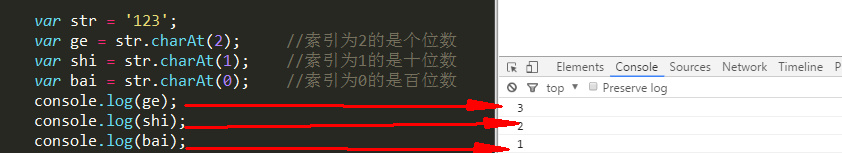 var str = '123';
var ge = str.charAt(2); //索引为2的是个位数
var shi = str.charAt(1); //索引为1的是十位数
var bai = str.charAt(0); //索引为0的是百位数
console.log(ge);
console.log(shi);
console.log(bai);
Elements Console Sources Network Timeline
top ▼ Preserve log
3
2
1